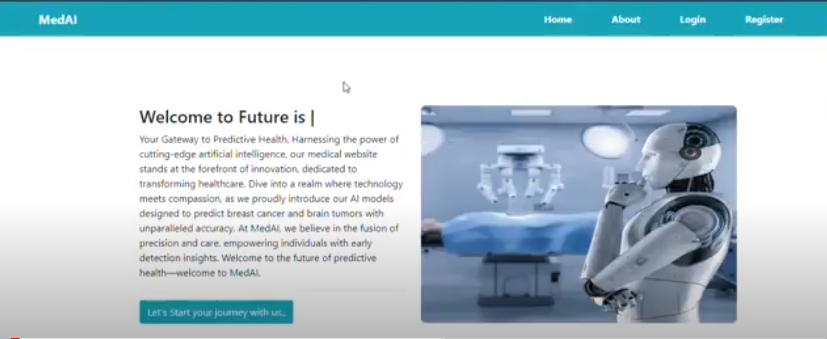 MedAI
Home About Login Register
Welcome to Future is |
Your Gateway to Predictive Health. Harnessing the power of
cutting-edge artificial intelligence, our medical website
stands at the forefront of innovation, dedicated to
transforming healthcare. Dive into a realm where technology
meets compassion, as we proudly introduce our AI models
designed to predict breast cancer and brain tumors with
unparalleled accuracy. At MedAI, we believe in the fusion of
precision and care, empowering individuals with early
detection insights. Welcome to the future of predictive
health—welcome to MedAI.
Let's Start your journey with us..